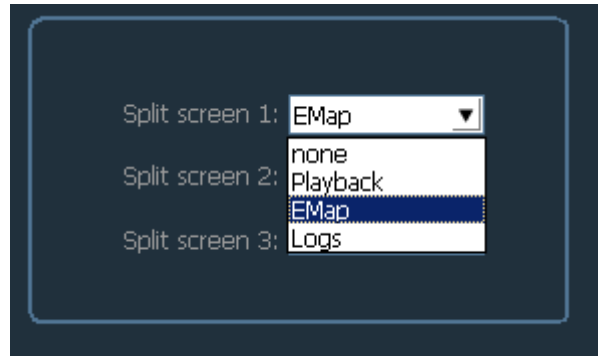 Split screen 1: EMap
none
Split screen 2: Playback
EMap
Split screen 3: Logs